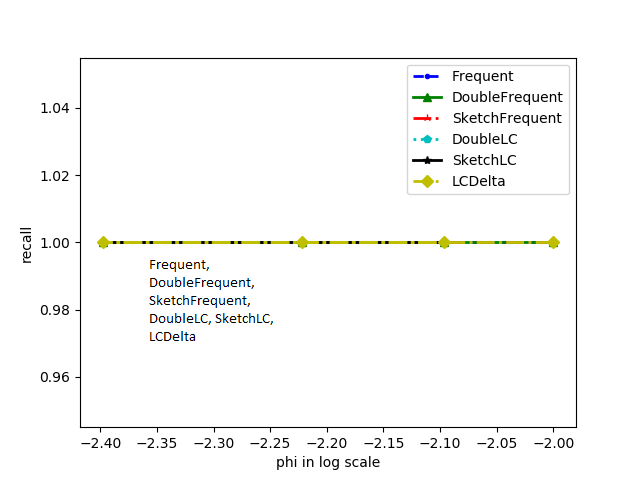 1.04
1.02
1.00
0.98
0.96
recall
Frequent
DoubleFrequent
SketchFrequent
DoubleLC
SketchLC
LCDelta
Frequent,
DoubleFrequent,
SketchFrequent,
DoubleLC, SketchLC,
LCDelta
−2.40 −2.35 −2.30 −2.25 −2.20 −2.15 −2.10 −2.05 −2.00
phi in log scale